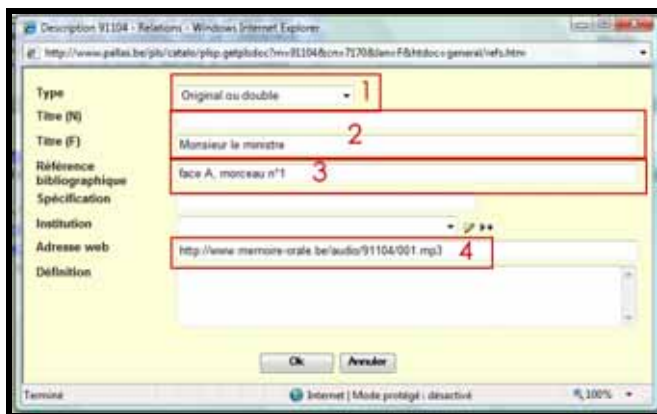 Description 91104 - Relations - Windows Internet Explorer
http://www.pallas.be/pls/catalo/plsp.getplsdoc?rn=91104&cn=7170&lan=F&htdoc=general/refs.htm
Type Original ou double 1
Titre (N)
2
Titre (F) Monsieur le ministre
Référence bibliographique face A, morceau n°1 3
Spécification
Institution
Adresse web http://www.memoire-orale.be/audio/91104/001.mp3 4
Définition
Ok Annuler
Terminé Internet | Mode protégé : désactivé 100%